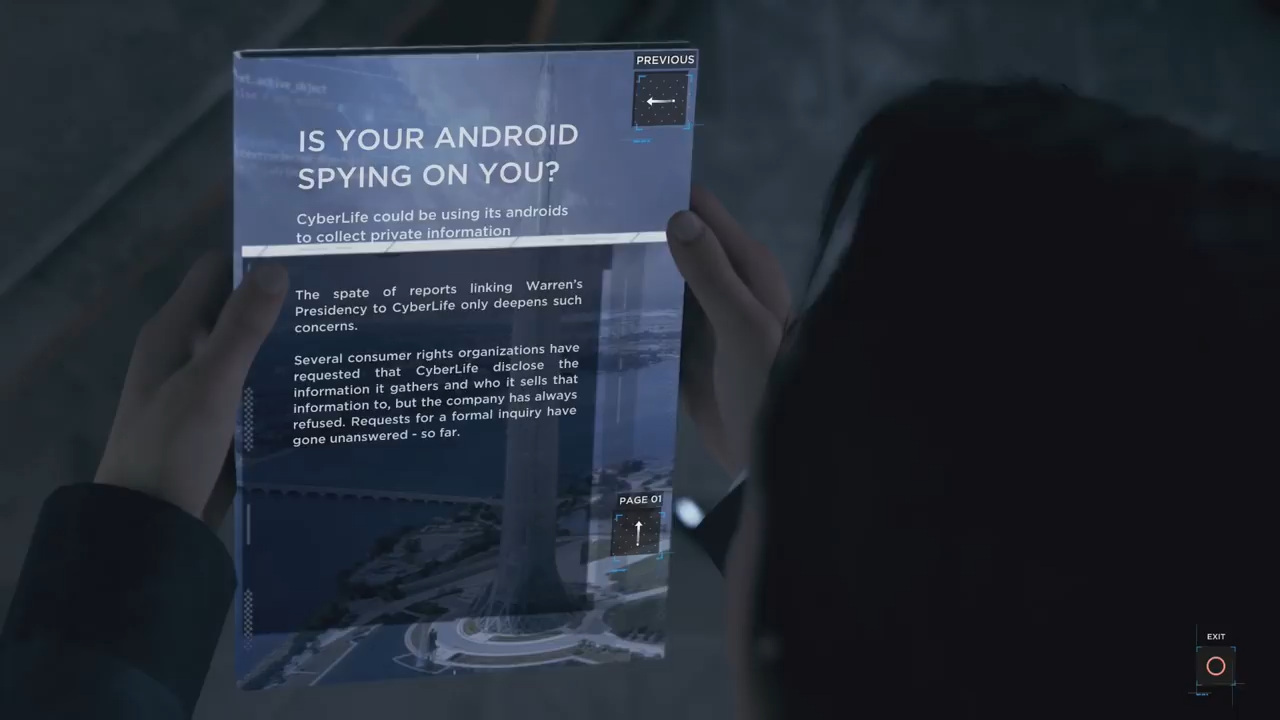 PREVIOUS
IS YOUR ANDROID
SPYING ON YOU?
CyberLife could be using its androids
to collect private information
The spate of reports linking Warren's
Presidency to CyberLife only deepens such
concerns.
Several consumer rights organizations have
requested that CyberLife disclose the
information it gathers and who it sells that
information to, but the company has always
refused. Requests for a formal inquiry have
gone unanswered - so far.
PAGE 01
EXIT